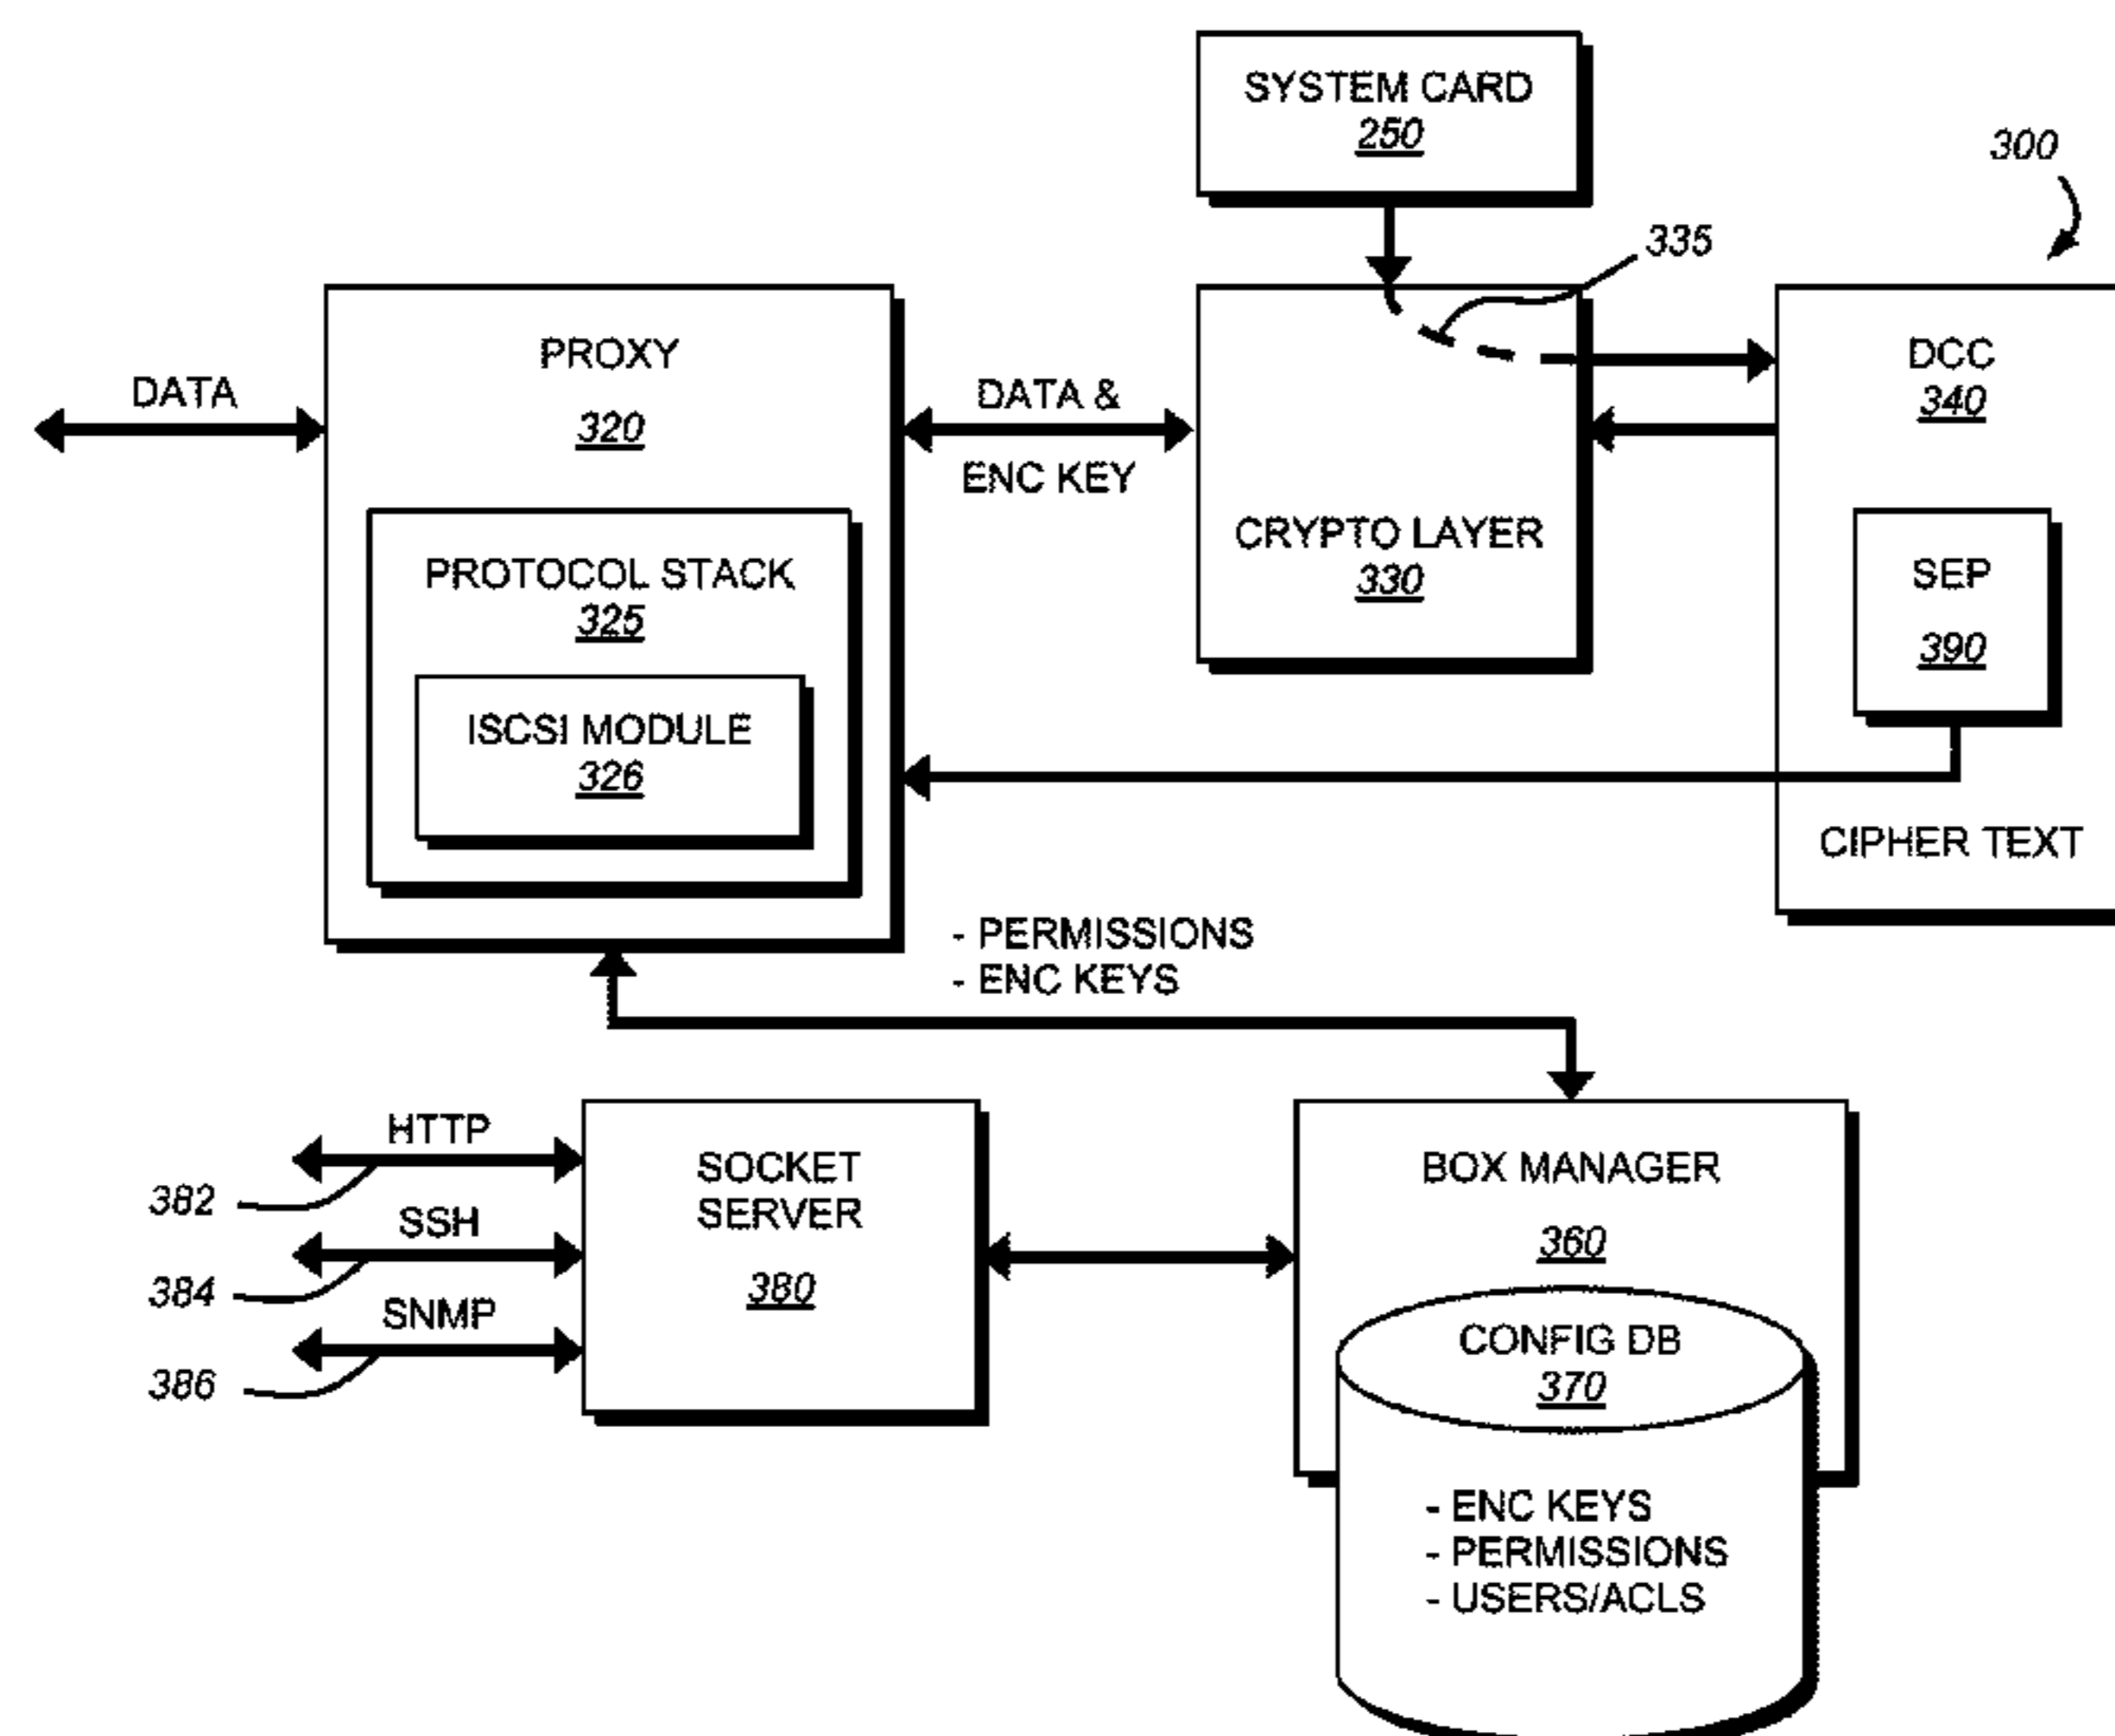 SYSTEM CARD
250
300
335
PROXY
320
DATA
DATA &
ENC KEY
CRYPTO LAYER
330
DCC
340
SEP
390
CIPHER TEXT
PROTOCOL STACK
325
ISCSI MODULE
326
- PERMISSIONS
- ENC KEYS
HTTP
382
SSH
384
SNMP
386
SOCKET
SERVER
380
BOX MANAGER
360
CONFIG DB
370
- ENC KEYS
- PERMISSIONS
- USERS/ACLS